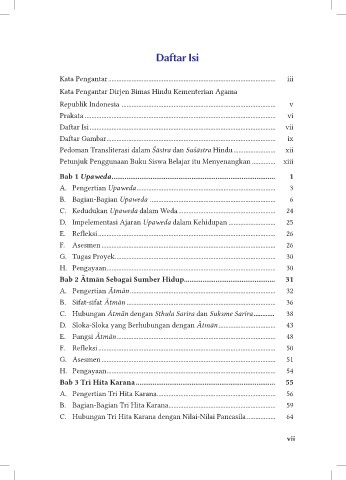 Daftar Isi
Kata Pengantar ........ iii
Kata Pengantar Dirjen Bimas Hindu Kementerian Agama
Republik Indonesia ........ v
Prakata ........ vi
Daftar Isi ........ vii
Daftar Gambar ........ ix
Pedoman Transliterasi dalam Śāstra dan Suśāstra Hindu ........ xii
Petunjuk Penggunaan Buku Siswa Belajar itu Menyenangkan ........ xiii
Bab 1 Upaweda ........ 1
A. Pengertian Upaweda ........ 3
B. Bagian-Bagian Upaweda ........ 6
C. Kedudukan Upaweda dalam Weda ........ 24
D. Impelementasi Ajaran Upaweda dalam Kehidupan ........ 25
E. Refleksi ........ 26
F. Asesmen ........ 26
G. Tugas Proyek ........ 30
H. Pengayaan ........ 30
Bab 2 Ātmān Sebagai Sumber Hidup ........ 31
A. Pengertian Ātmān ........ 32
B. Sifat-sifat Ātmān ........ 36
C. Hubungan Ātmān dengan Sthula Sarira dan Suksme Sarira ........ 38
D. Sloka-Sloka yang Berhubungan dengan Ātmān ........ 43
E. Fungsi Ātmān ........ 48
F. Refleksi ........ 50
G. Asesmen ........ 51
H. Pengayaan ........ 54
Bab 3 Tri Hita Karana ........ 55
A. Pengertian Tri Hita Karana ........ 56
B. Bagian-Bagian Tri Hita Karana ........ 59
C. Hubungan Tri Hita Karana dengan Nilai-Nilai Pancasila ........ 64
vii